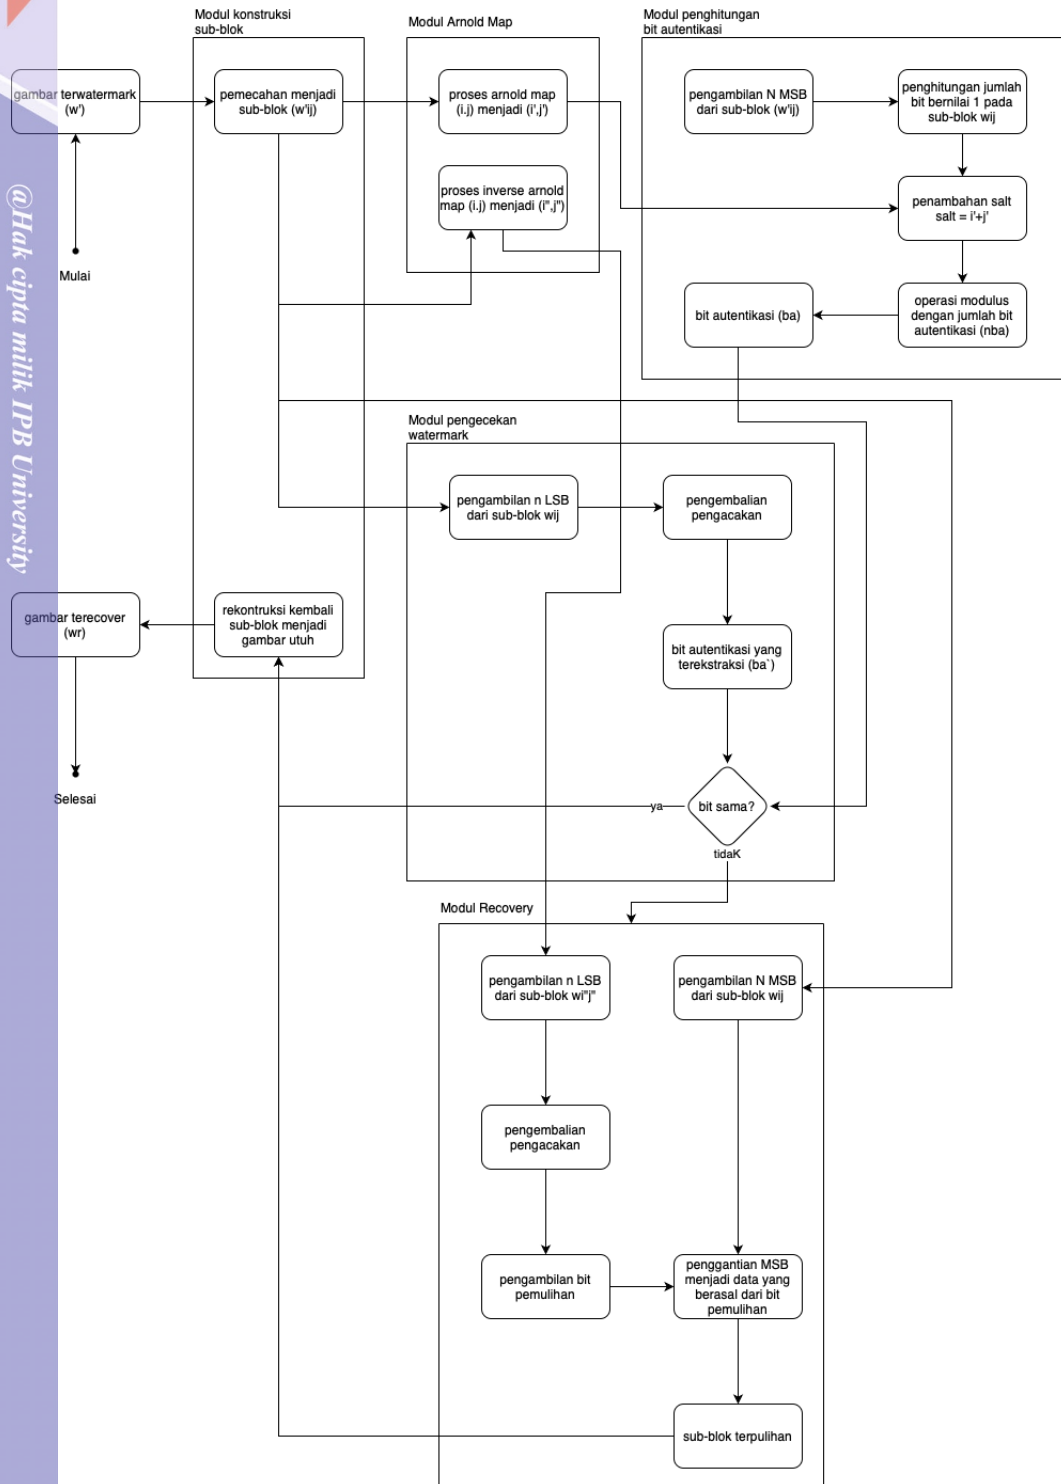 Modul konstruksi
sub-blok
Modul Arnold Map
Modul penghitungan
bit autentikasi
gambar terwatermark
(w')
pemecahan menjadi
sub-blok (w'ij)
proses arnold map
(i.j) menjadi (i',j')
pengambilan N MSB
dari sub-blok (w'ij)
penghitungan jumlah
bit bernilai 1 pada
sub-blok wij
proses inverse arnold
map (i.j) menjadi (i",j")
penambahan salt
salt = i'+j'
Mulai
bit autentikasi (ba)
operasi modulus
dengan jumlah bit
autentikasi (nba)
@Hak cipta milik IPB University
Modul pengecekan
watermark
pengambilan n LSB
dari sub-blok wij
pengembalian
pengacakan
gambar terecover
(wr)
rekontruksi kembali
sub-blok menjadi
gambar utuh
bit autentikasi yang
terekstraksi (ba`)
Selesai
ya
bit sama?
tidaK
Modul Recovery
pengambilan n LSB
dari sub-blok wi"j"
pengambilan N MSB
dari sub-blok wij
pengembalian
pengacakan
pengambilan bit
pemulihan
penggantian MSB
menjadi data yang
berasal dari bit
pemulihan
sub-blok terpulihan